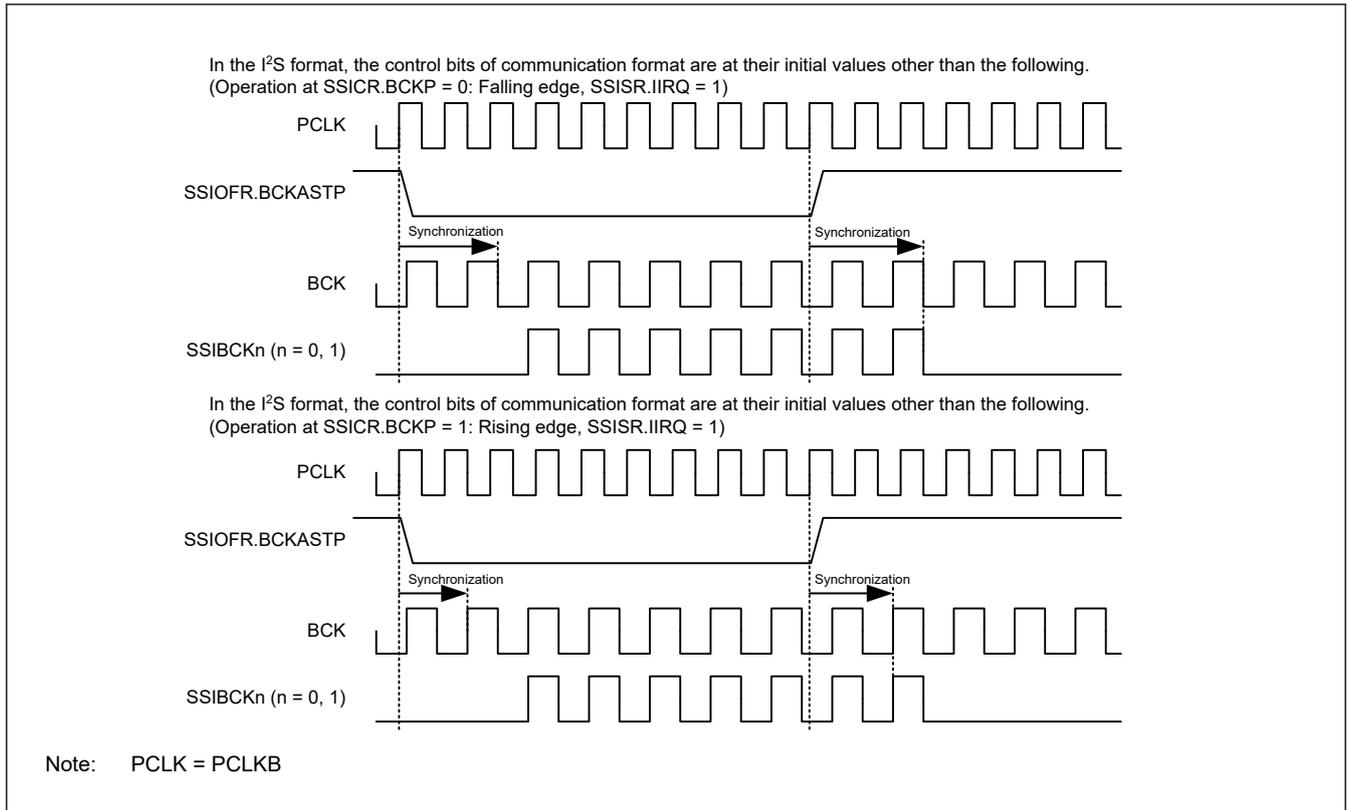 In the I²S format, the control bits of communication format are at their initial values other than the following.
(Operation at SSICR.BCKP = 0: Falling edge, SSISR.IIRQ = 1)
PCLK
SSIOFR.BCKASTP
Synchronization Synchronization
BCK
SSIBCKn (n = 0, 1)
In the I²S format, the control bits of communication format are at their initial values other than the following.
(Operation at SSICR.BCKP = 1: Rising edge, SSISR.IIRQ = 1)
PCLK
SSIOFR.BCKASTP
Synchronization Synchronization
BCK
SSIBCKn (n = 0, 1)
Note: PCLK = PCLKB